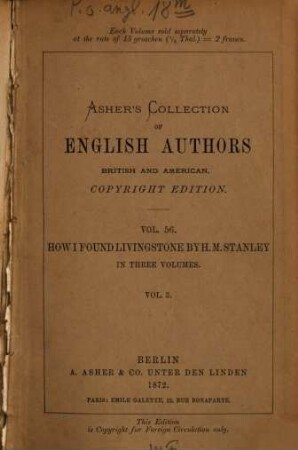 P.o. angl. 18 m
Each Volume sold separately
at the rate of 15 groschen (½ Thal.) = 2 francs.
ASHER'S COLLECTION
OF
ENGLISH AUTHORS
BRITISH AND AMERICAN.
COPYRIGHT EDITION.
VOL. 56.
HOW I FOUND LIVINGSTONE BY H. M. STANLEY
IN THREE VOLUMES.
VOL. 3.
BERLIN
A. ASHER & CO. UNTER DEN LINDEN
1872.
PARIS: EMILE GALETTE, 12, RUE BONAPARTE.
This Edition
is Copyright for Foreign Circulation only.